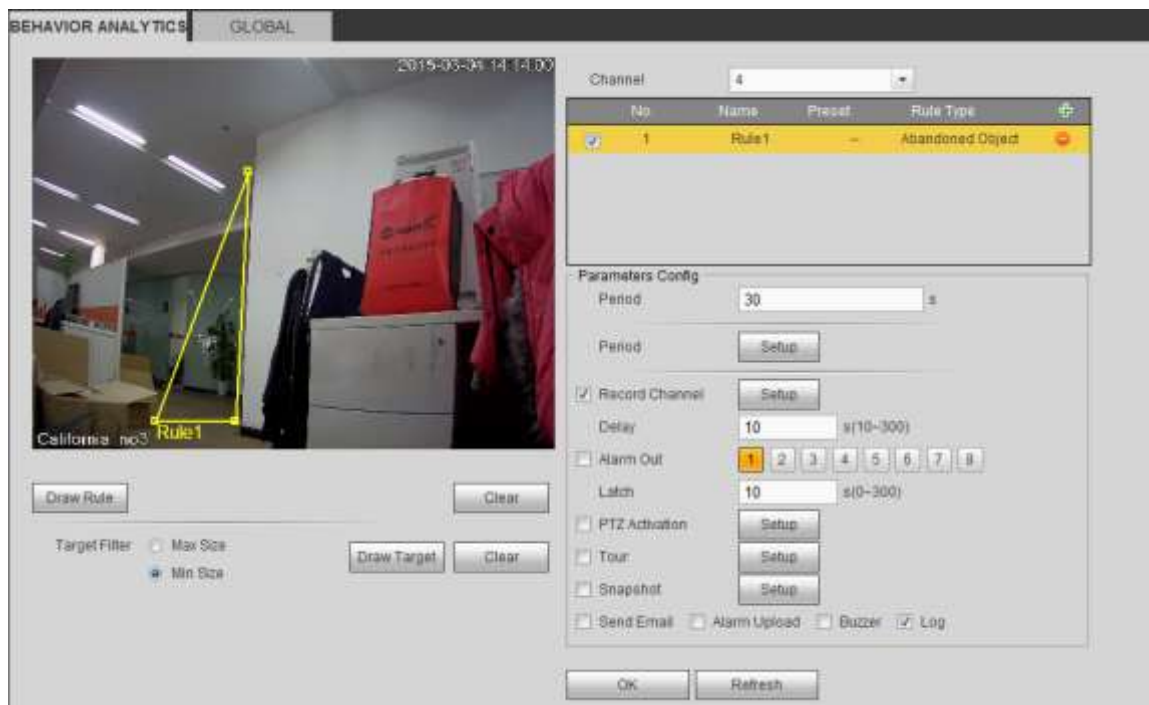 BEHAVIOR ANALYTICS GLOBAL
2015-03-04 14:14:00
California no3 Rule1
Draw Rule Clear
Target Filter Max Size
Min Size
Draw Target Clear
Channel 4
No Name Preset Rule Type
1 Rule1 -- Abandoned Object
Parameters Config
Period 30 s
Period Setup
Record Channel Setup
Delay 10 s(10~300)
Alarm Out 1 2 3 4 5 6 7 8
Latch 10 s(0~300)
PTZ Activation Setup
Tour Setup
Snapshot Setup
Send Email Alarm Upload Buzzer Log
OK Refresh